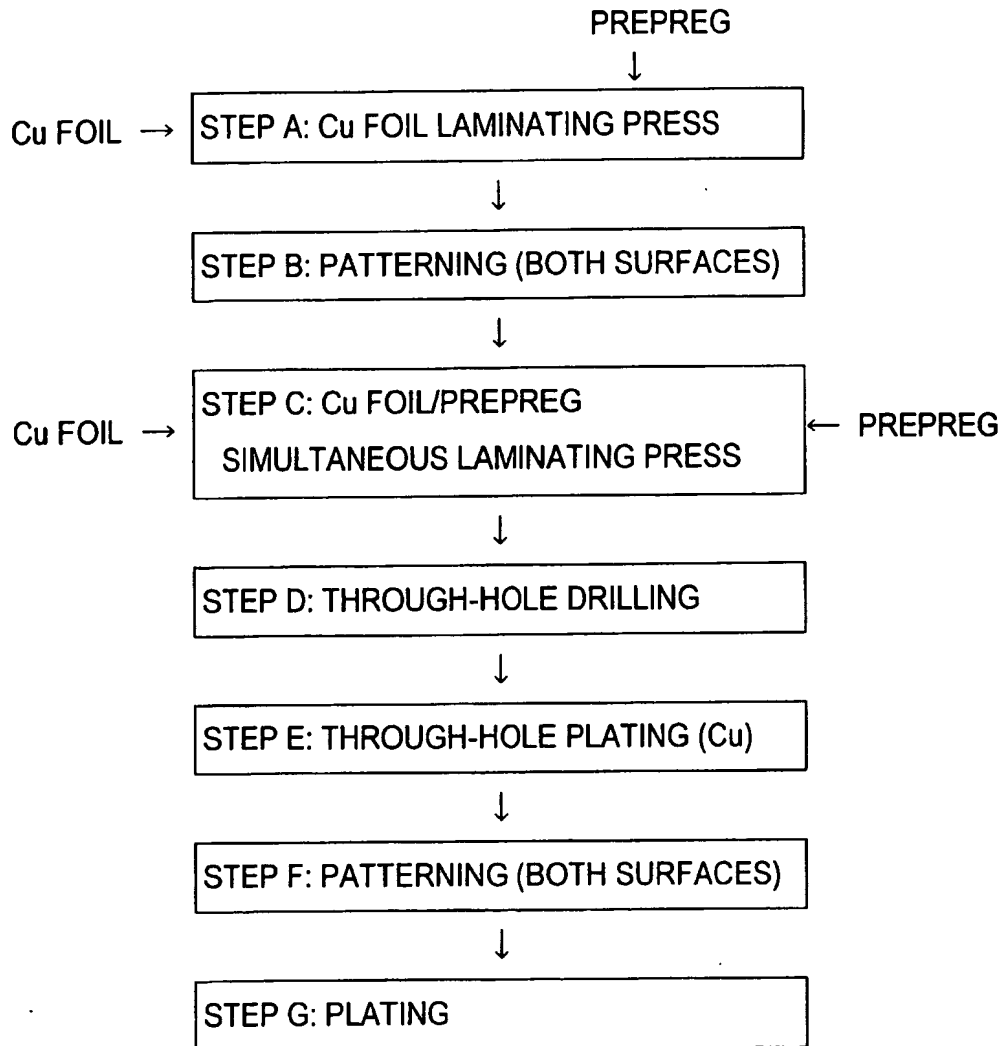 PREPREG
↓
Cu FOIL → STEP A: Cu FOIL LAMINATING PRESS
↓
STEP B: PATTERNING (BOTH SURFACES)
↓
STEP C: Cu FOIL/PREPREG
Cu FOIL → ← PREPREG
SIMULTANEOUS LAMINATING PRESS
↓
STEP D: THROUGH-HOLE DRILLING
↓
STEP E: THROUGH-HOLE PLATING (Cu)
↓
STEP F: PATTERNING (BOTH SURFACES)
↓
STEP G: PLATING